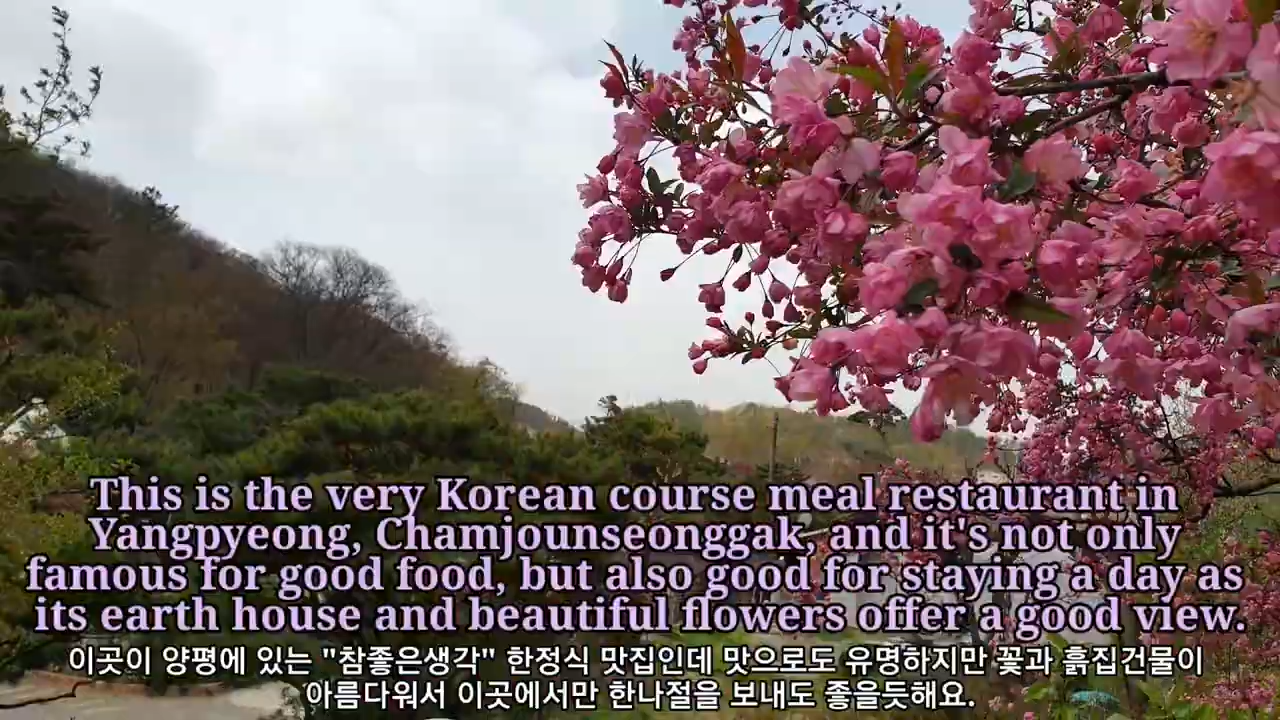 This is the very Korean course meal restaurant in
Yangpyeong, Chamjounseonggak, and it's not only
famous for good food, but also good for staying a day as
its earth house and beautiful flowers offer a good view.
이곳이 양평에 있는 "참좋은생각" 한정식 맛집인데 맛으로도 유명하지만 꽃과 흙집건물이
아름다워서 이곳에서만 한나절을 보내도 좋을듯해요.